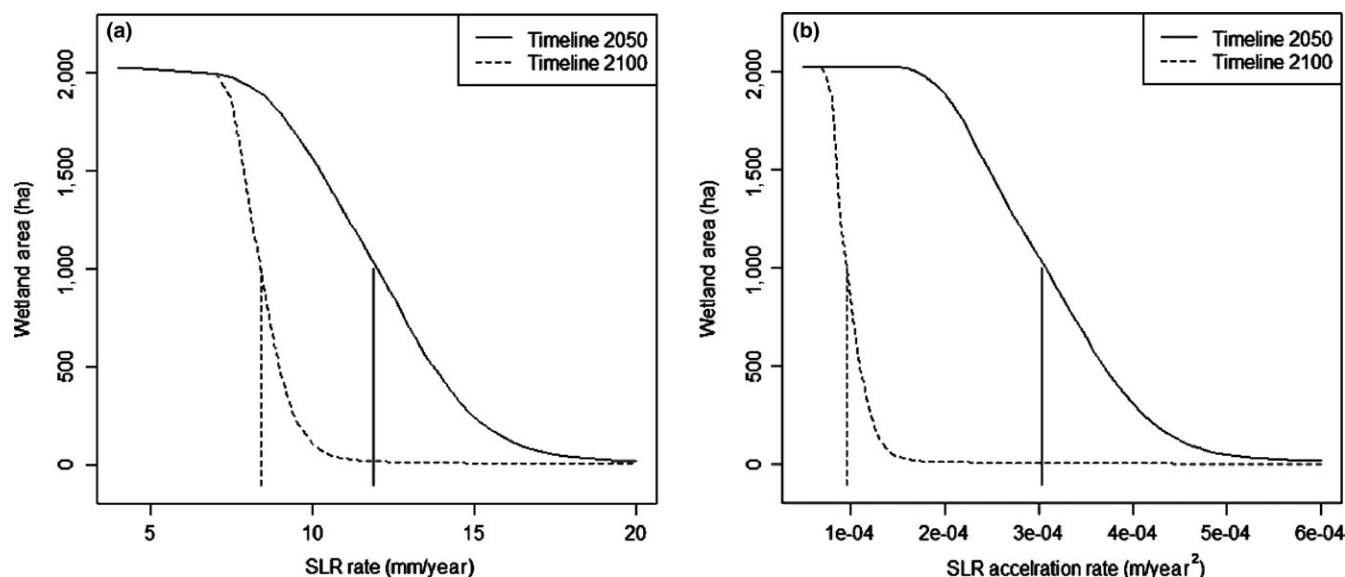 (a)
Timeline 2050
Timeline 2100
Wetland area (ha)
2,000
1,500
1,000
500
0
5
10
15
20
SLR rate (mm/year)
(b)
Timeline 2050
Timeline 2100
Wetland area (ha)
2,000
1,500
1,000
500
0
1e-04
2e-04
3e-04
4e-04
5e-04
6e-04
SLR accelration rate (m/year²)